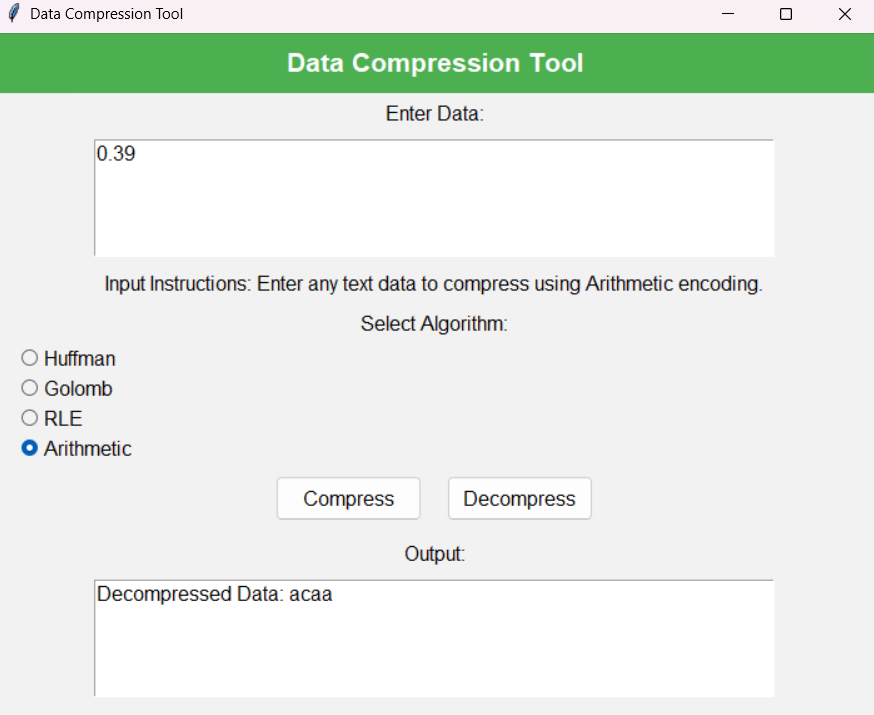 Data Compression Tool
Data Compression Tool
Enter Data:
0.39
Input Instructions: Enter any text data to compress using Arithmetic encoding.
Select Algorithm:
Huffman
Golomb
RLE
Arithmetic
Compress Decompress
Output:
Decompressed Data: acaa